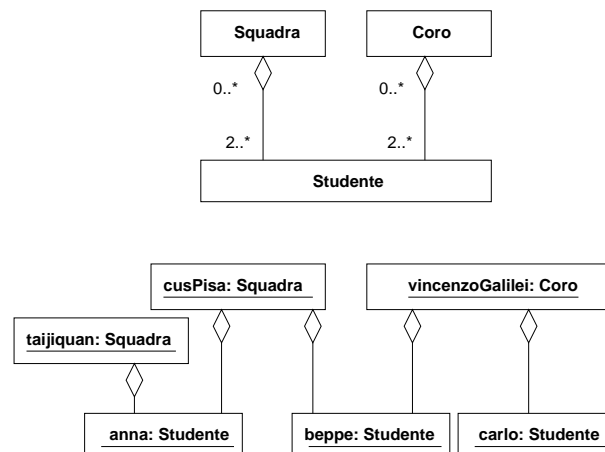 Squadra
Coro
0..*
0..*
2..*
2..*
Studente
cusPisa: Squadra
vincenzoGalilei: Coro
taijiquan: Squadra
anna: Studente
beppe: Studente
carlo: Studente